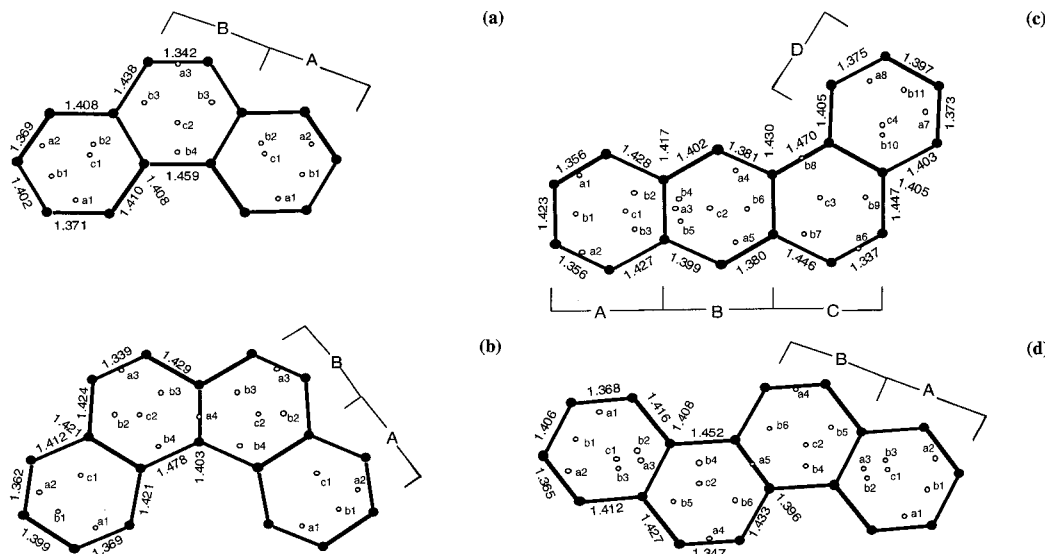 (a)
B
A
1.342
a3
1.438
b3
b3
1.408
1.369
a2
b2
c2
b2
a2
c1
c1
b4
b1
b1
1.459
1.402
a1
1.410
1.408
a1
1.371
(c)
D
1.375
1.397
a8
b11
1.405
1.373
a7
c4
b10
1.417
1.430
1.470
1.402
1.381
1.356
1.428
b8
1.403
a1
a4
1.405
b2
b4
b9
1.423
b1
c1
a3
c2
b6
c3
1.447
b3
b5
a2
a5
b7
a6
1.356
1.427
1.399
1.380
1.446
1.337
A
B
C
(b)
B
A
1.339
1.429
a3
a3
1.424
b3
b3
b2
c2
a4
c2
b2
1.421
1.412
b4
b4
1.478
1.403
1.362
c1
c1
a2
a2
1.421
b1
b1
a1
a1
1.399
1.369
(d)
B
A
1.368
a4
1.406
a1
1.416
1.408
b6
b5
1.452
b1
b2
c2
c1
a3
b4
a5
b4
a3
b3
a2
a2
b3
c2
b2
c1
1.365
b5
b6
b1
1.412
1.396
a1
1.427
a4
1.433
1.347